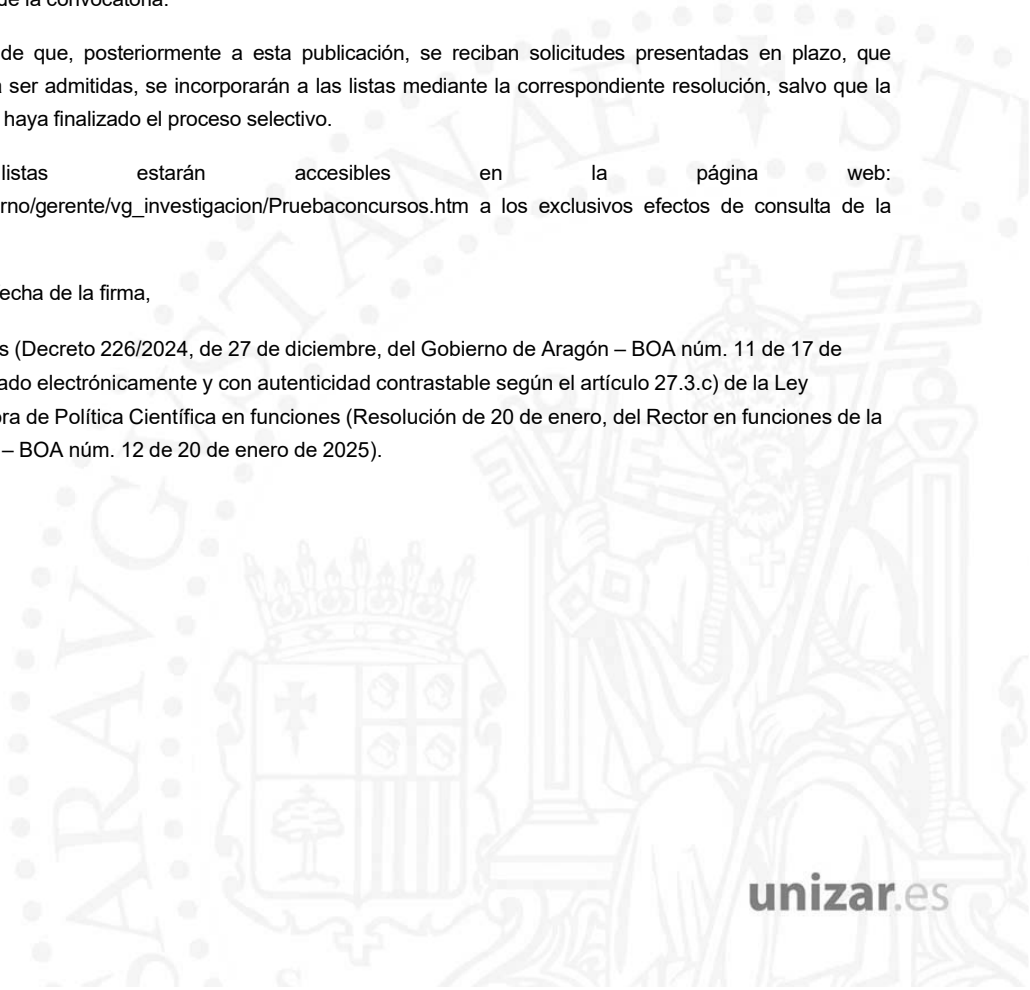 de la convocatoria.
de que, posteriormente a esta publicación, se reciban solicitudes presentadas en plazo, que
ser admitidas, se incorporarán a las listas mediante la correspondiente resolución, salvo que la
haya finalizado el proceso selectivo.
listas estarán accesibles en la página web:
rno/gerente/vg_investigacion/Pruebaconcursos.htm a los exclusivos efectos de consulta de la
echa de la firma,
s (Decreto 226/2024, de 27 de diciembre, del Gobierno de Aragón – BOA núm. 11 de 17 de
ado electrónicamente y con autenticidad contrastable según el artículo 27.3.c) de la Ley
ora de Política Científica en funciones (Resolución de 20 de enero, del Rector en funciones de la
– BOA núm. 12 de 20 de enero de 2025).
CÆSARAVGVSTANAE ST
unizar.es